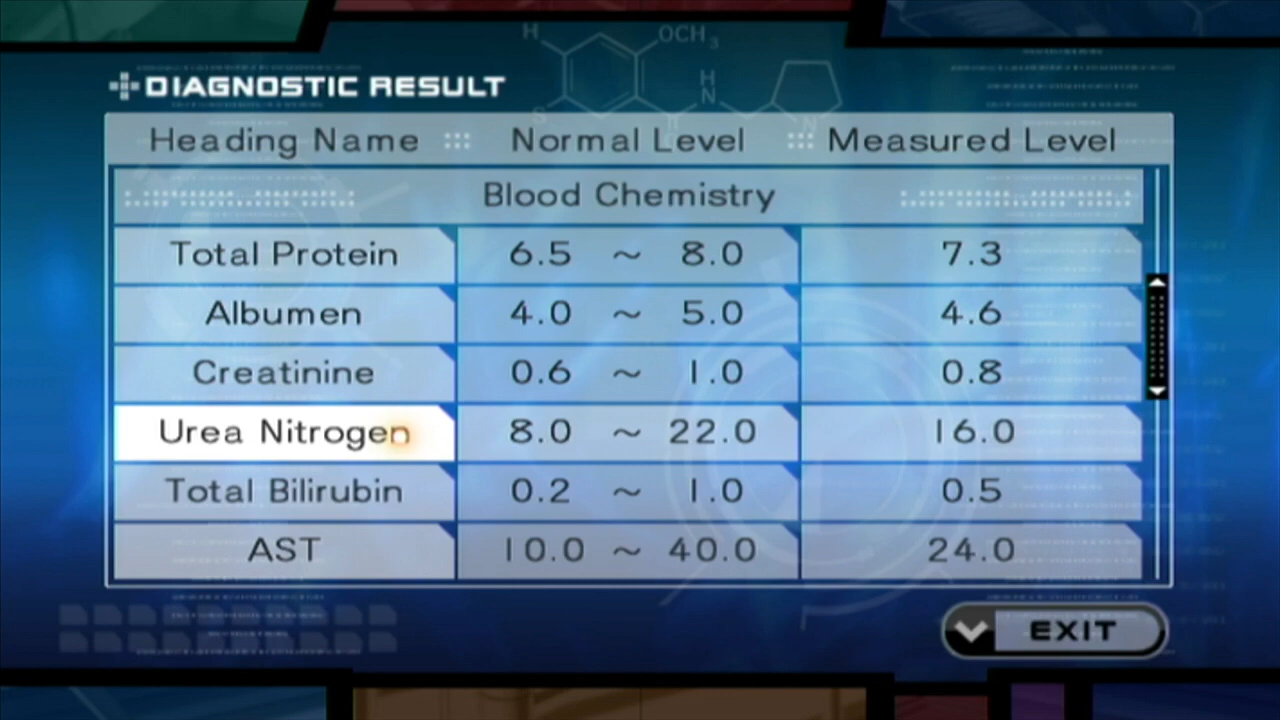 H
OCH3
H
N
S
N
DIAGNOSTIC RESULT
Heading Name Normal Level Measured Level
Blood Chemistry
Total Protein 6.5 ~ 8.0 7.3
Albumen 4.0 ~ 5.0 4.6
Creatinine 0.6 ~ 1.0 0.8
Urea Nitrogen 8.0 ~ 22.0 16.0
Total Bilirubin 0.2 ~ 1.0 0.5
AST 10.0 ~ 40.0 24.0
EXIT